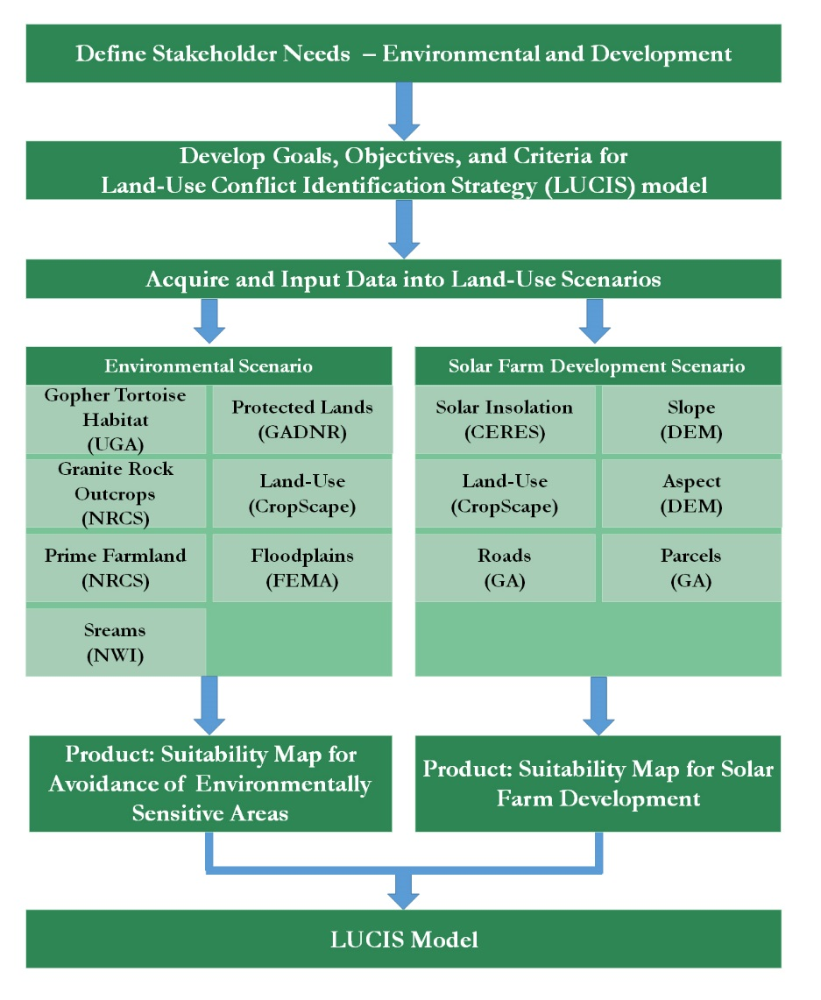 Define Stakeholder Needs – Environmental and Development
Develop Goals, Objectives, and Criteria for
Land-Use Conflict Identification Strategy (LUCIS) model
Acquire and Input Data into Land-Use Scenarios
Environmental Scenario
Gopher Tortoise
Habitat
(UGA)
Protected Lands
(GADNR)
Granite Rock
Outcrops
(NRCS)
Land-Use
(CropScape)
Prime Farmland
(NRCS)
Floodplains
(FEMA)
Sreams
(NWI)
Solar Farm Development Scenario
Solar Insolation
(CERES)
Slope
(DEM)
Land-Use
(CropScape)
Aspect
(DEM)
Roads
(GA)
Parcels
(GA)
Product: Suitability Map for
Avoidance of Environmentally
Sensitive Areas
Product: Suitability Map for Solar
Farm Development
LUCIS Model